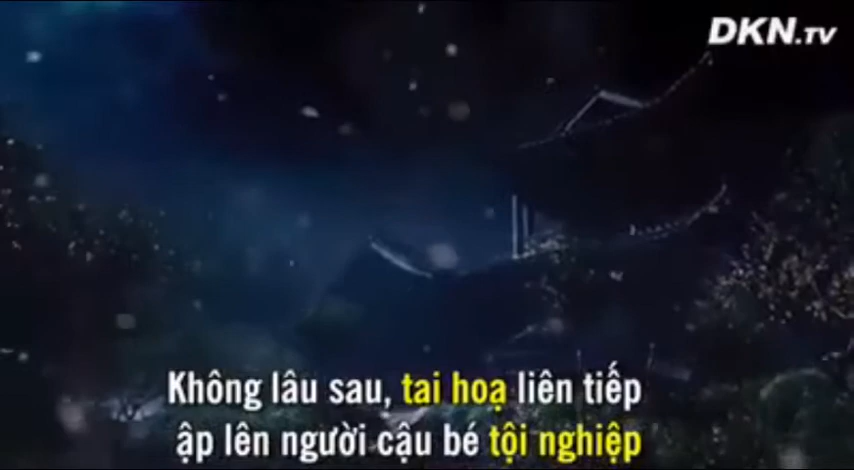 DKN.TV
Không lâu sau, tai hoạ liên tiếp
ập lên người cậu bé tội nghiệp